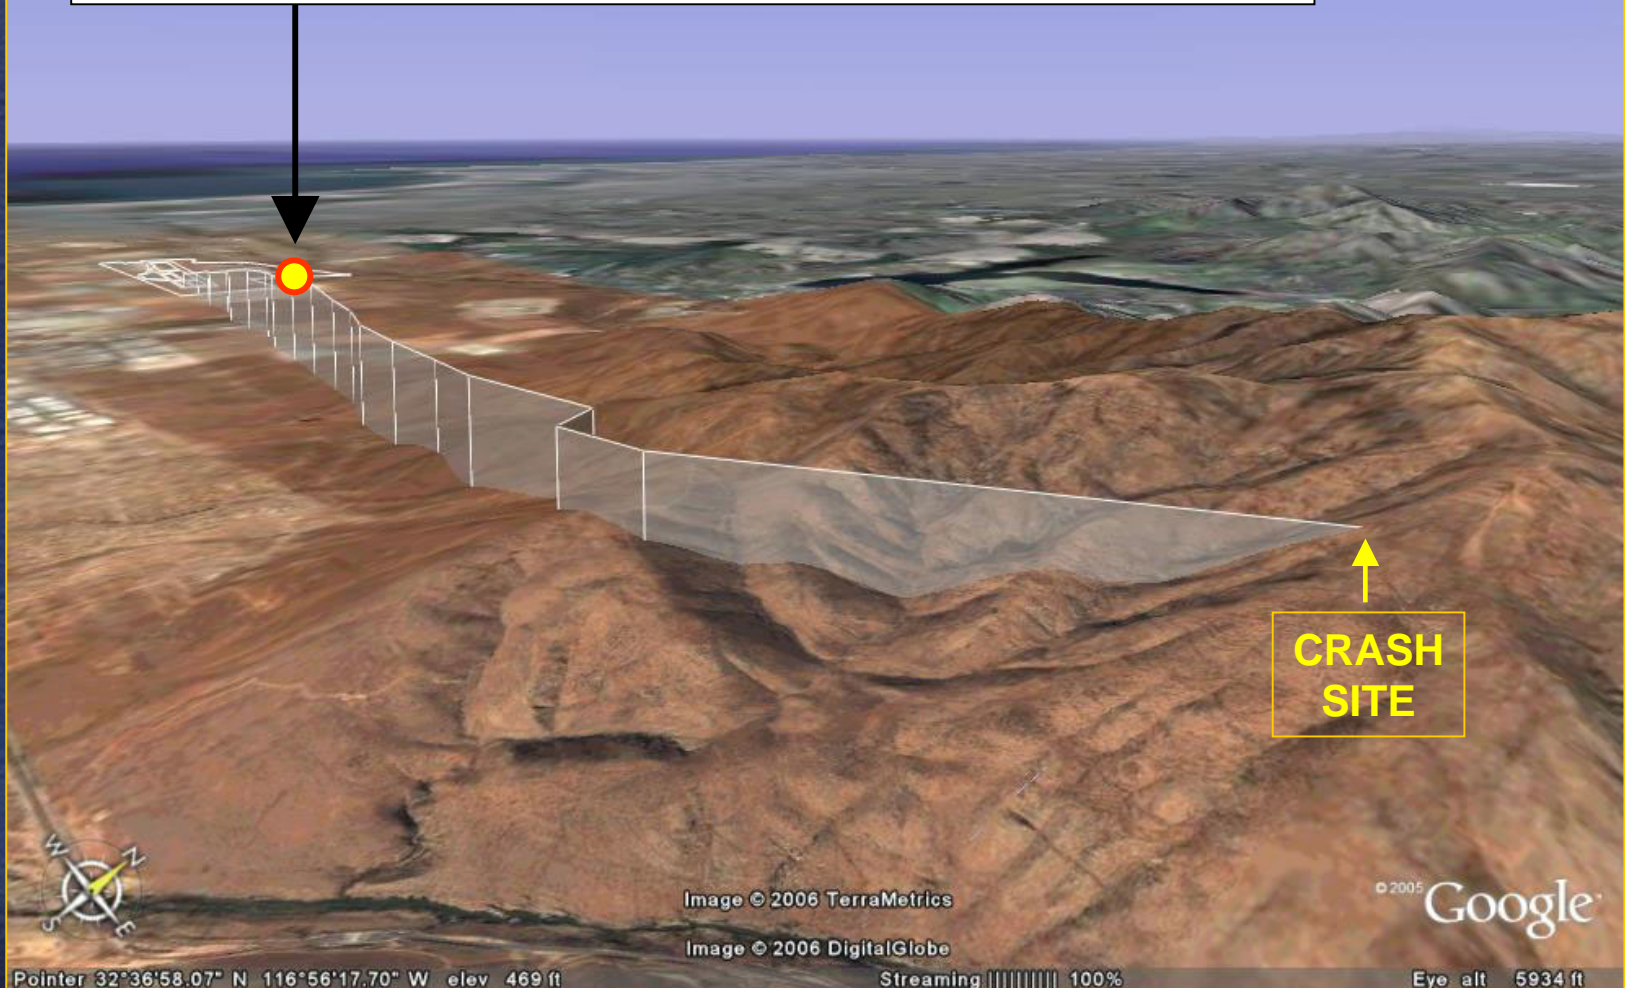 CRASH
SITE
W N
S E
Image © 2006 TerraMetrics
© 2005 Google
Image © 2006 DigitalGlobe
Pointer 32°36'58.07" N 116°56'17.70" W elev 469 ft Streaming |||||||||| 100% Eye alt 5934 ft